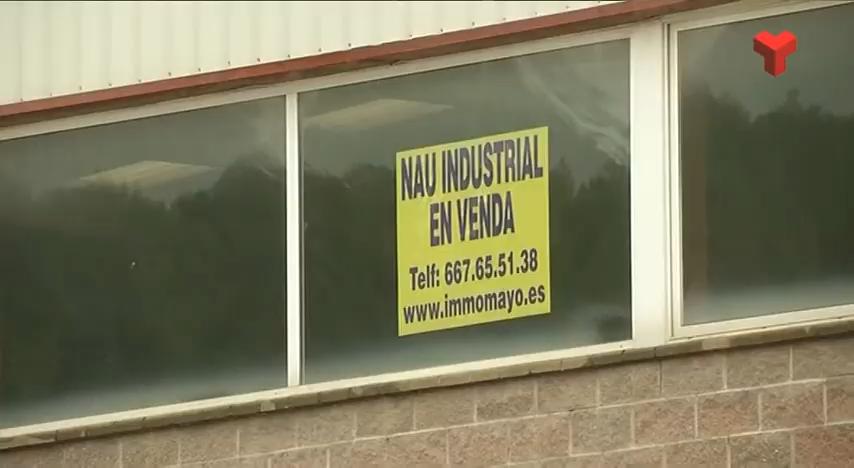 NAU INDUSTRIAL
EN VENDA
Telf: 667.65.51.38
www.immomayo.es